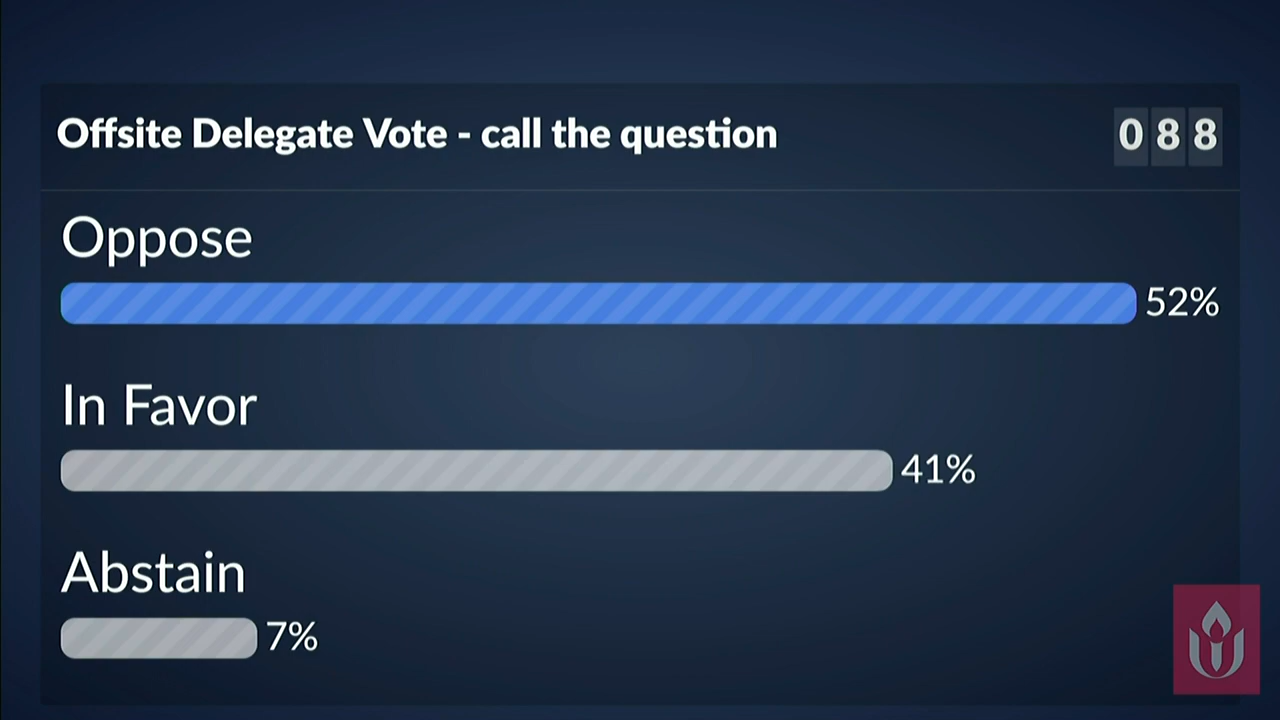 Offsite Delegate Vote - call the question
088
Oppose
52%
In Favor
41%
Abstain
7%